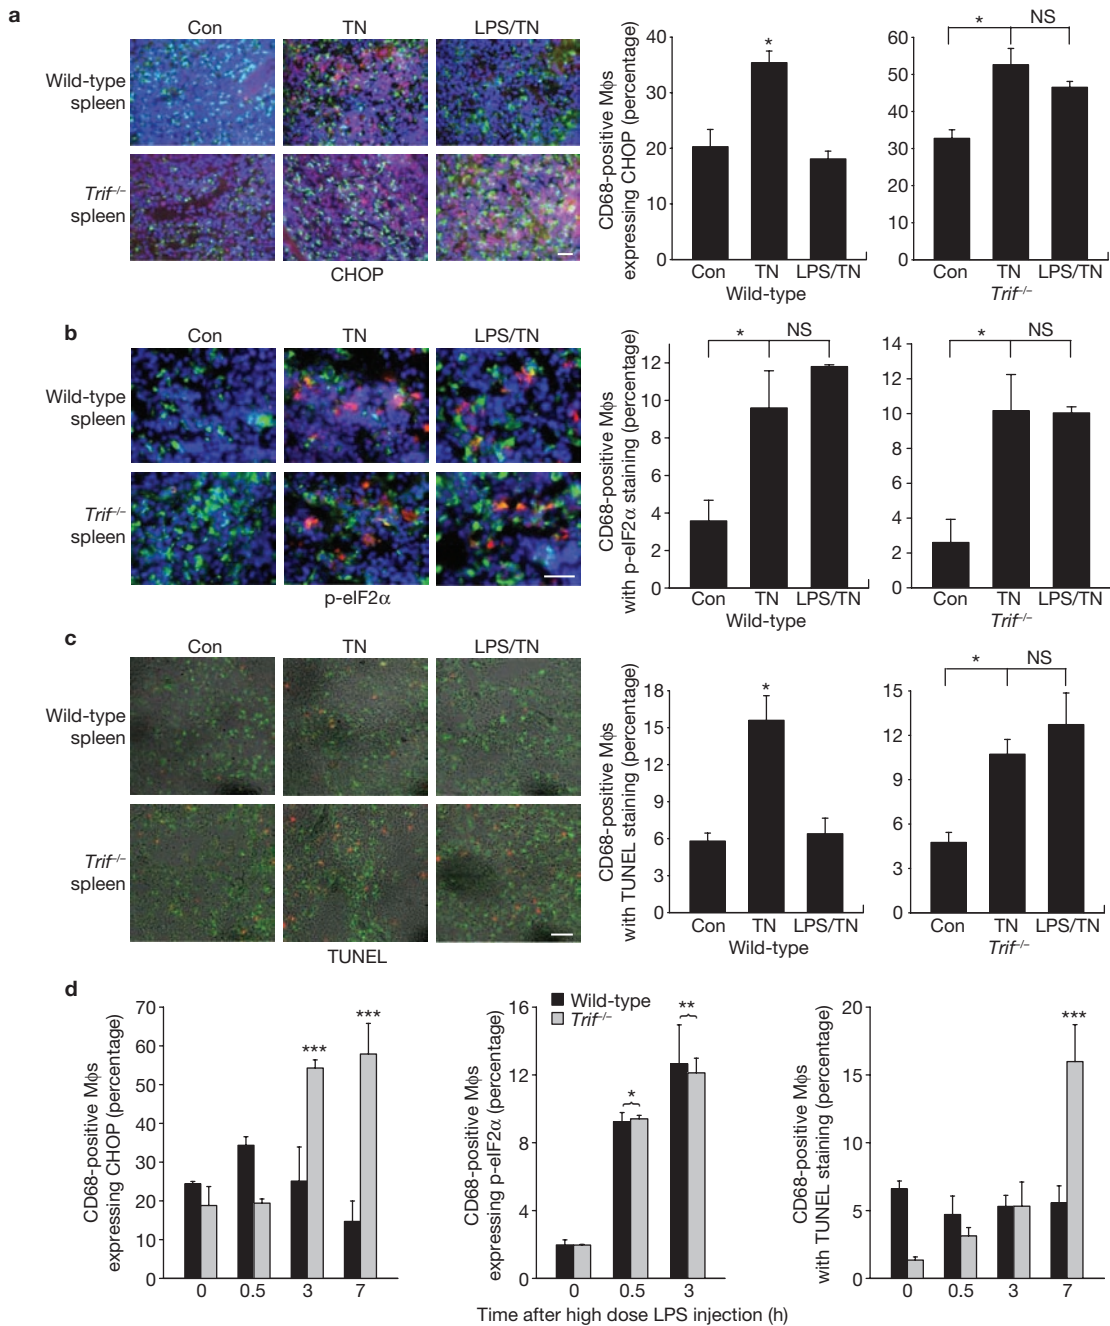 a
Con TN LPS/TN
Wild-type
spleen
Trif–/–
spleen
CHOP
CD68-positive Mϕs
expressing CHOP (percentage)
40
30
20
10
0
*
Con TN LPS/TN
Wild-type
60
50
40
30
20
10
0
* NS
Con TN LPS/TN
Trif–/–
b
Con TN LPS/TN
Wild-type
spleen
Trif–/–
spleen
p-eIF2α
CD68-positive Mϕs
with p-eIF2α staining (percentage)
12
10
8
6
4
2
0
* NS
Con TN LPS/TN
Wild-type
14
12
10
8
6
4
2
0
* NS
Con TN LPS/TN
Trif–/–
c
Con TN LPS/TN
Wild-type
spleen
Trif–/–
spleen
TUNEL
CD68-positive Mϕs
with TUNEL staining (percentage)
18
15
12
9
6
3
0
*
Con TN LPS/TN
Wild-type
15
12
9
6
3
0
* NS
Con TN LPS/TN
Trif–/–
d
CD68-positive Mϕs
expressing CHOP (percentage)
70
60
50
40
30
20
10
0
*** ***
0 0.5 3 7
CD68-positive Mϕs
expressing p-eIF2α (percentage)
16
12
8
4
0
Wild-type
Trif–/–
* **
0 0.5 3
CD68-positive Mϕs
with TUNEL staining (percentage)
20
15
10
5
0
***
0 0.5 3 7
Time after high dose LPS injection (h)